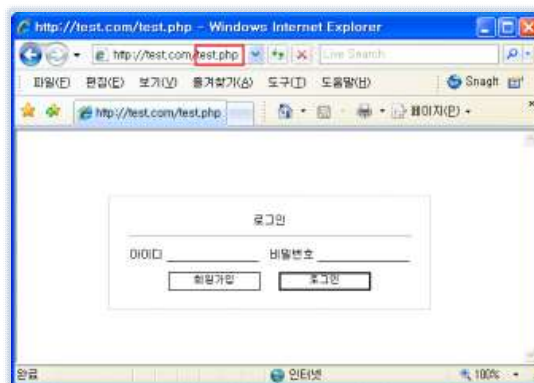 http://test.com/test.php - Windows Internet Explorer
http://test.com/test.php Live Search
파일(F) 편집(E) 보기(V) 즐겨찾기(A) 도구(T) 도움말(H) SnagIt
http://test.com/test.php 페이지(P)
로그인
아이디 비밀번호
회원가입 로그인
완료 인터넷 100%